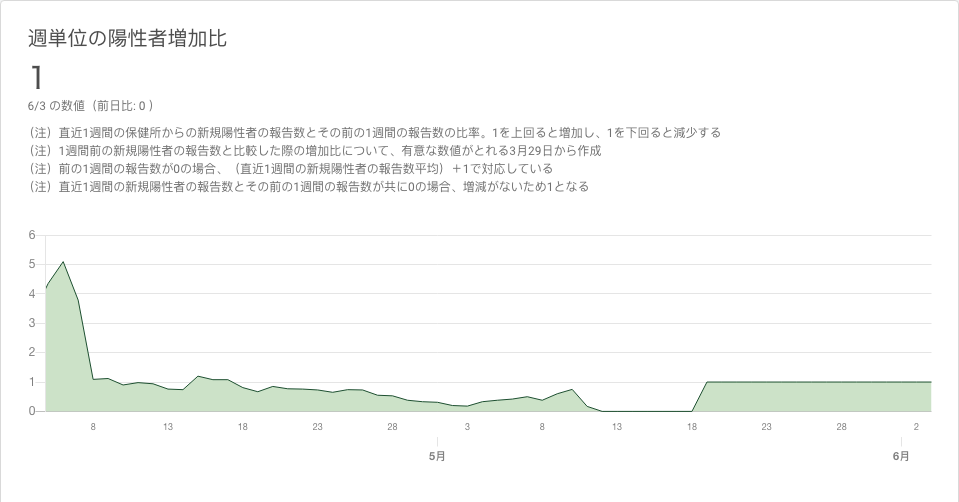 週単位の陽性者増加比
1
6/3 の数値（前日比: 0 ）
（注）直近1週間の保健所からの新規陽性者の報告数とその前の1週間の報告数の比率。1を上回ると増加し、1を下回ると減少する
（注）1週間前の新規陽性者の報告数と比較した際の増加比について、有意な数値がとれる3月29日から作成
（注）前の1週間の報告数が0の場合、（直近1週間の新規陽性者の報告数平均）＋1で対応している
（注）直近1週間の新規陽性者の報告数とその前の1週間の報告数が共に0の場合、増減がないため1となる
6
5
4
3
2
1
0
8 13 18 23 28 3 8 13 18 23 28 2
5月 6月